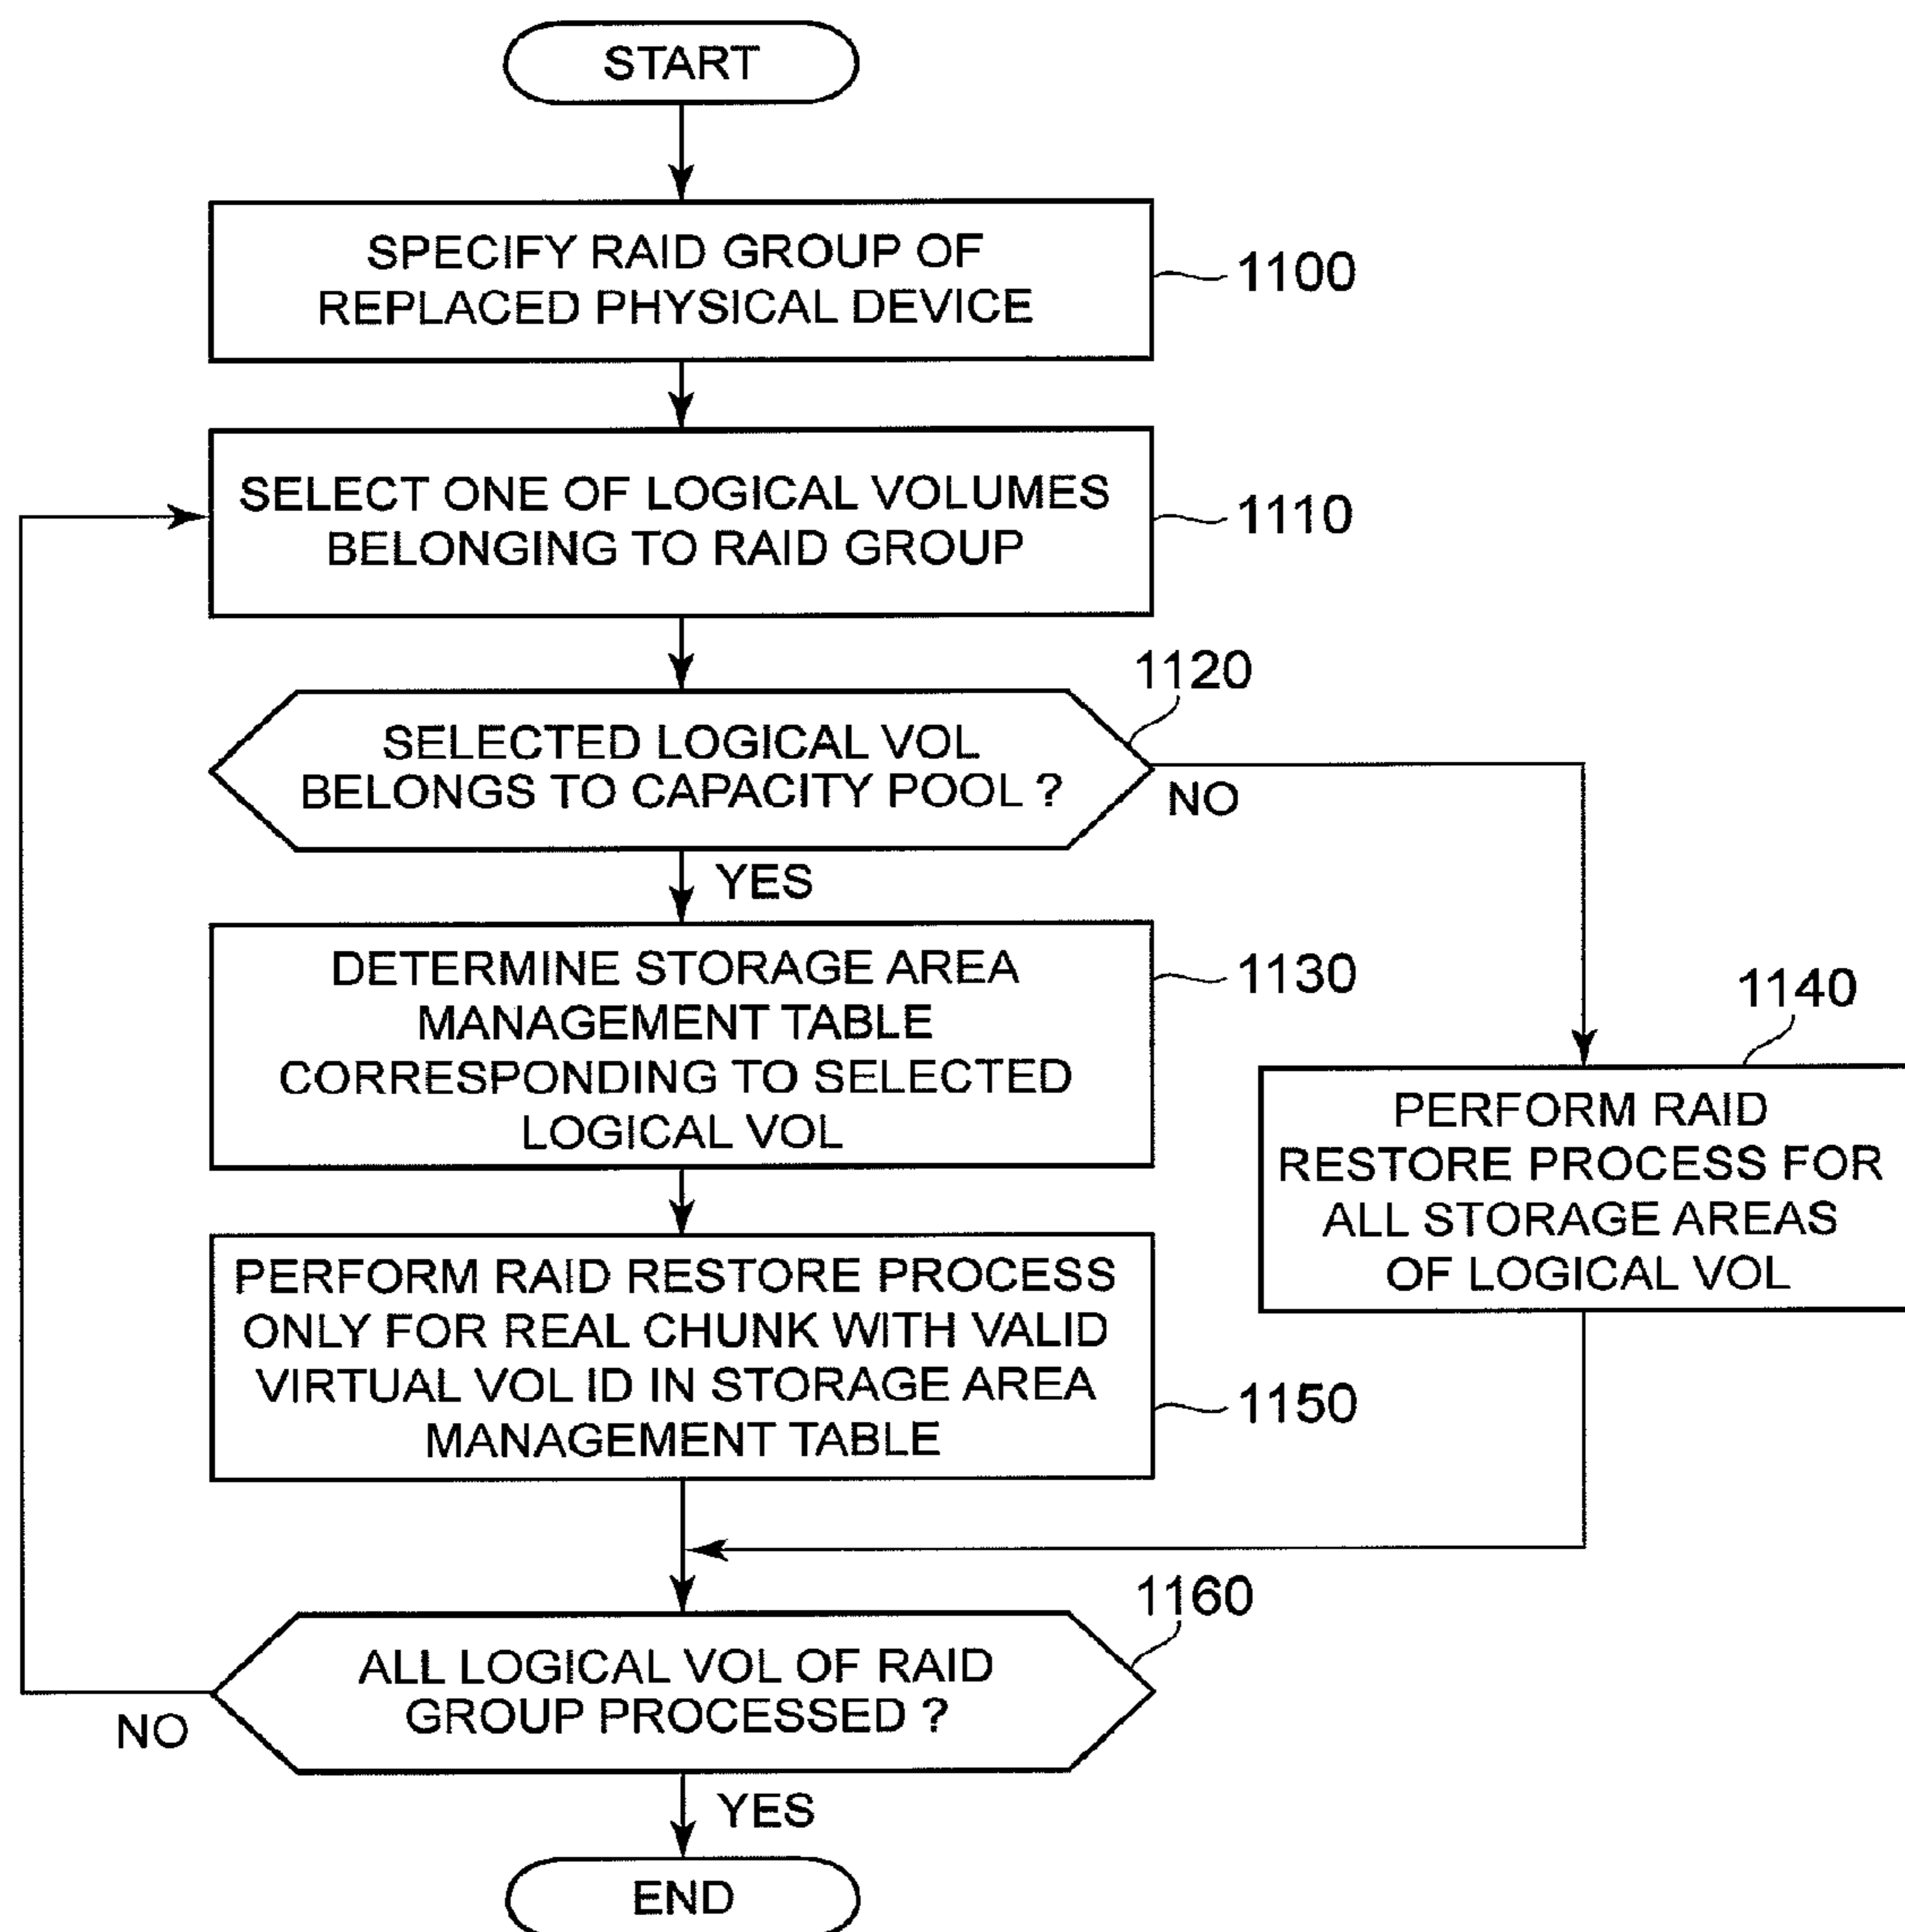 START
SPECIFY RAID GROUP OF
REPLACED PHYSICAL DEVICE
1100
SELECT ONE OF LOGICAL VOLUMES
BELONGING TO RAID GROUP
1110
1120
SELECTED LOGICAL VOL
BELONGS TO CAPACITY POOL ?
NO
YES
DETERMINE STORAGE AREA
MANAGEMENT TABLE
CORRESPONDING TO SELECTED
LOGICAL VOL
1130
1140
PERFORM RAID
RESTORE PROCESS FOR
ALL STORAGE AREAS
OF LOGICAL VOL
PERFORM RAID RESTORE PROCESS
ONLY FOR REAL CHUNK WITH VALID
VIRTUAL VOL ID IN STORAGE AREA
MANAGEMENT TABLE
1150
1160
ALL LOGICAL VOL OF RAID
GROUP PROCESSED ?
NO
YES
END